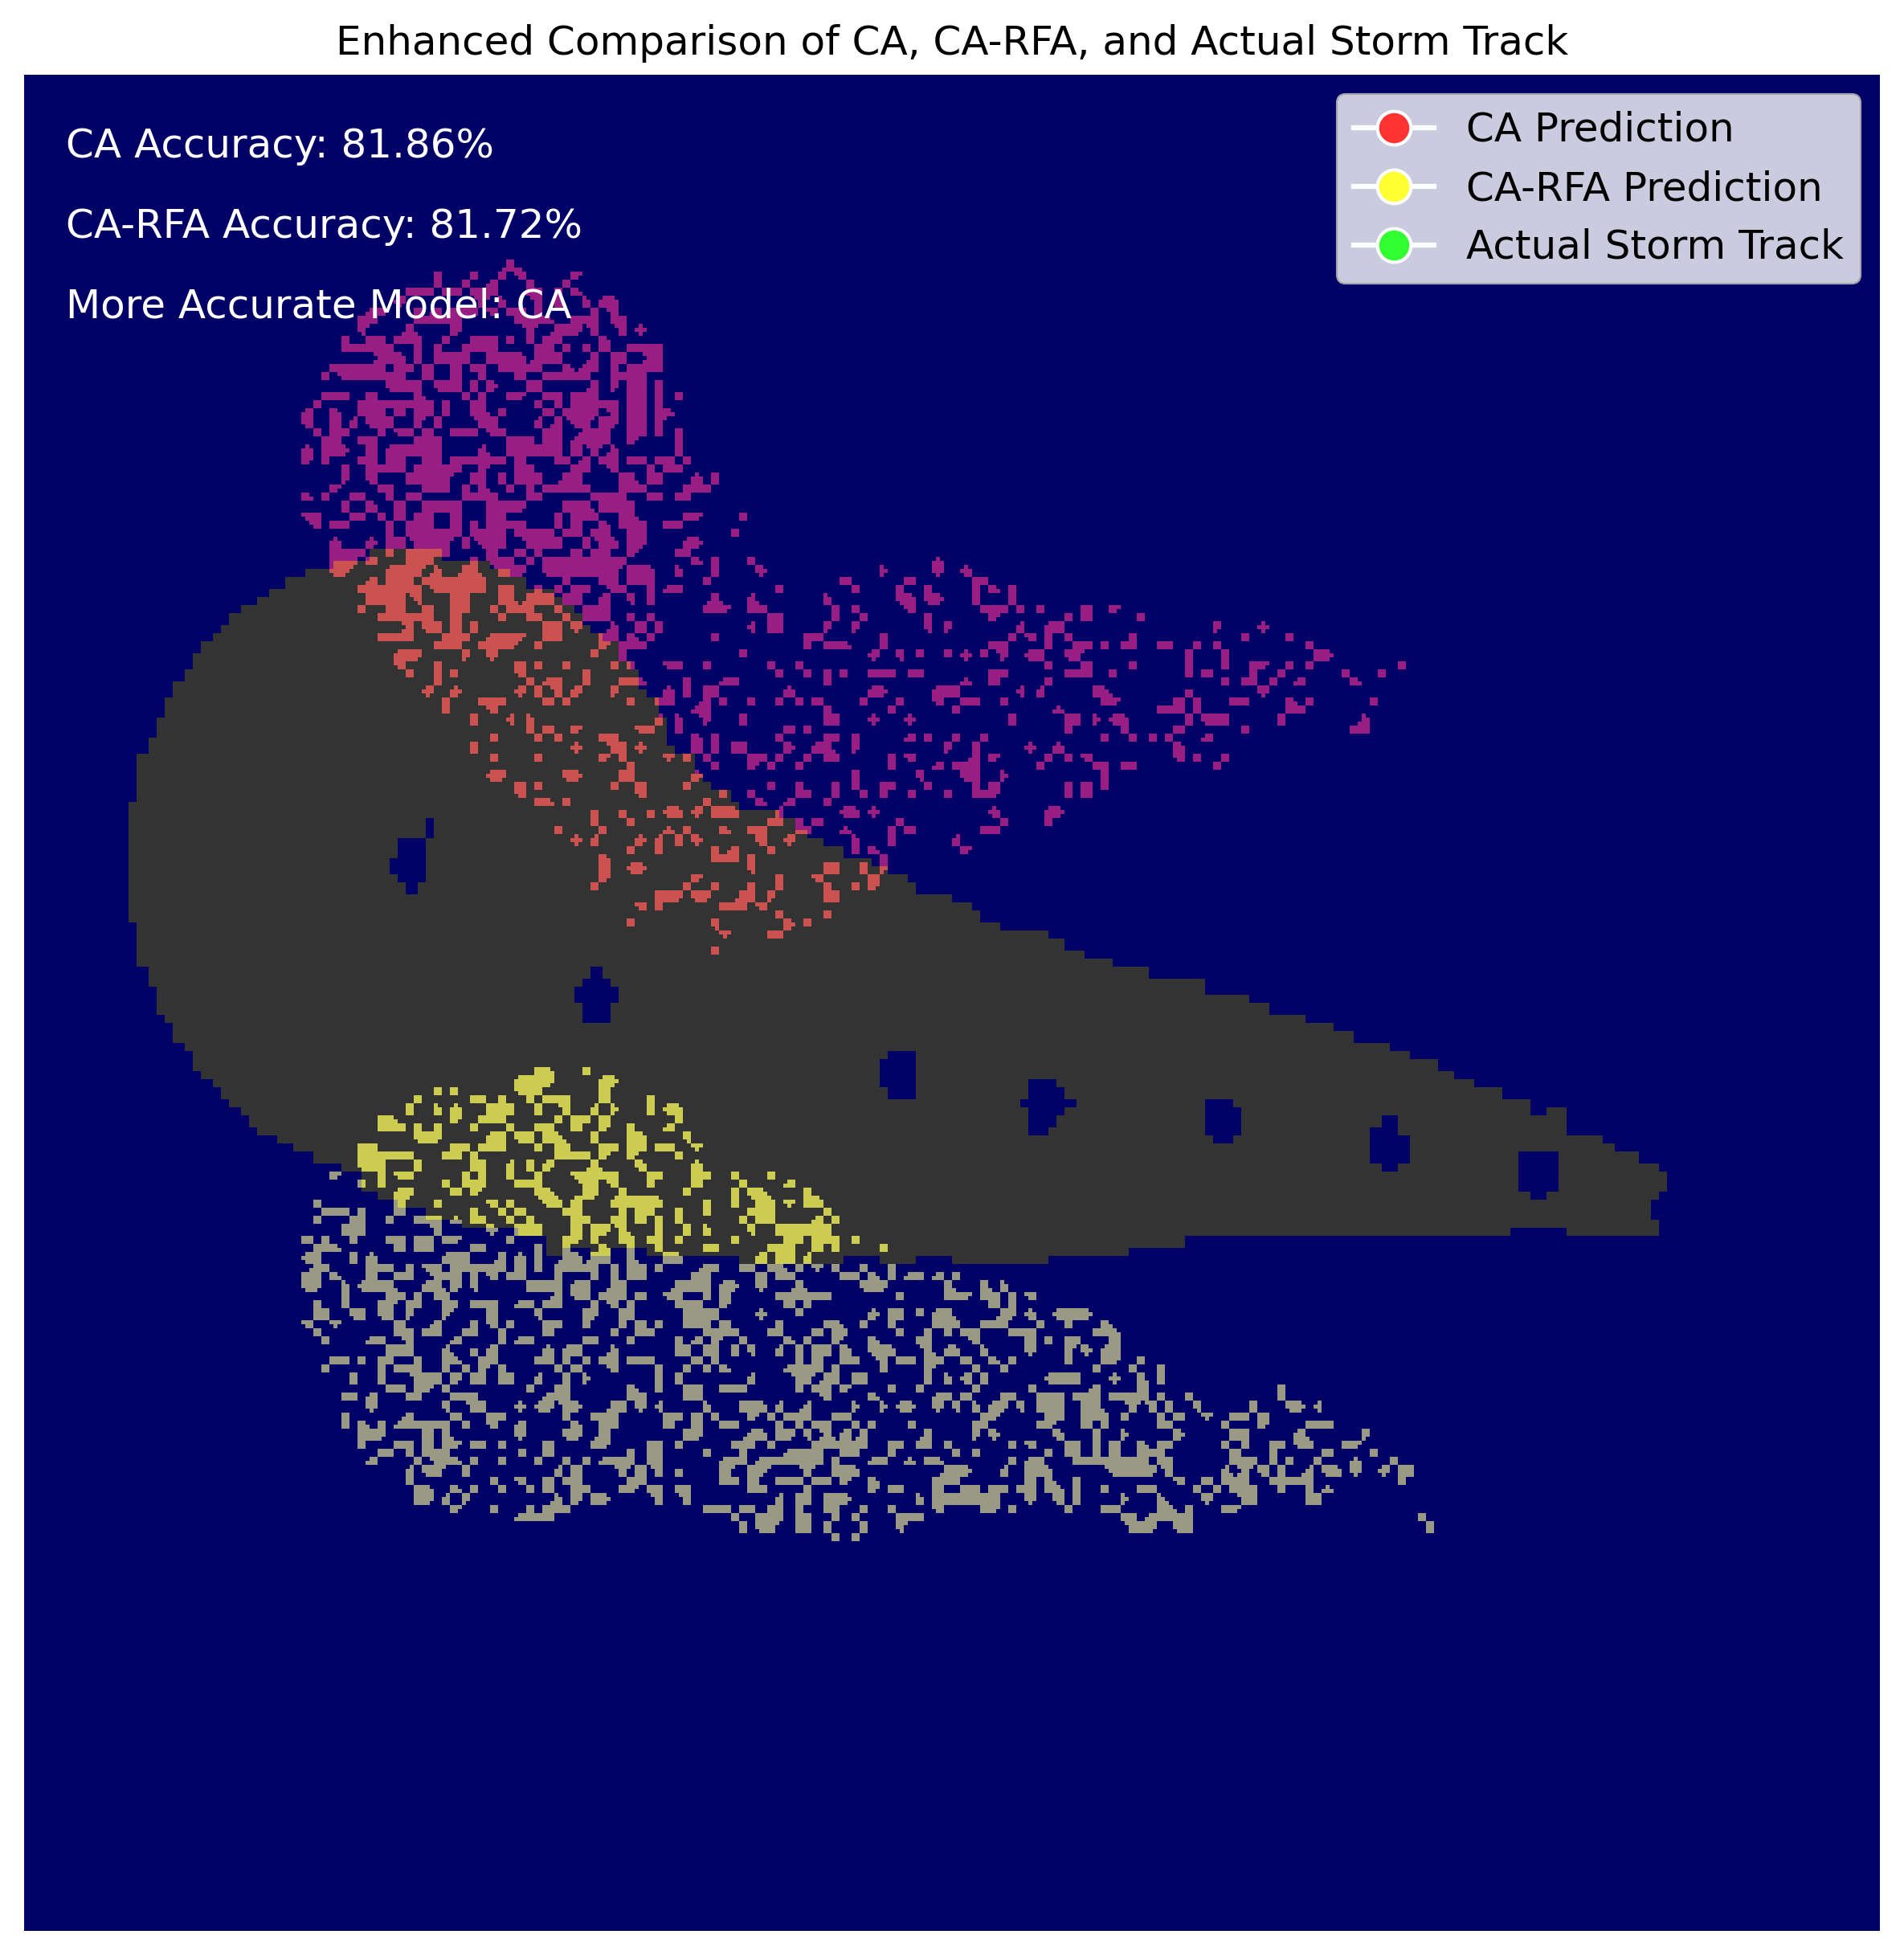 Enhanced Comparison of CA, CA-RFA, and Actual Storm Track
CA Accuracy: 81.86%
CA-RFA Accuracy: 81.72%
More Accurate Model: CA
CA Prediction
CA-RFA Prediction
Actual Storm Track